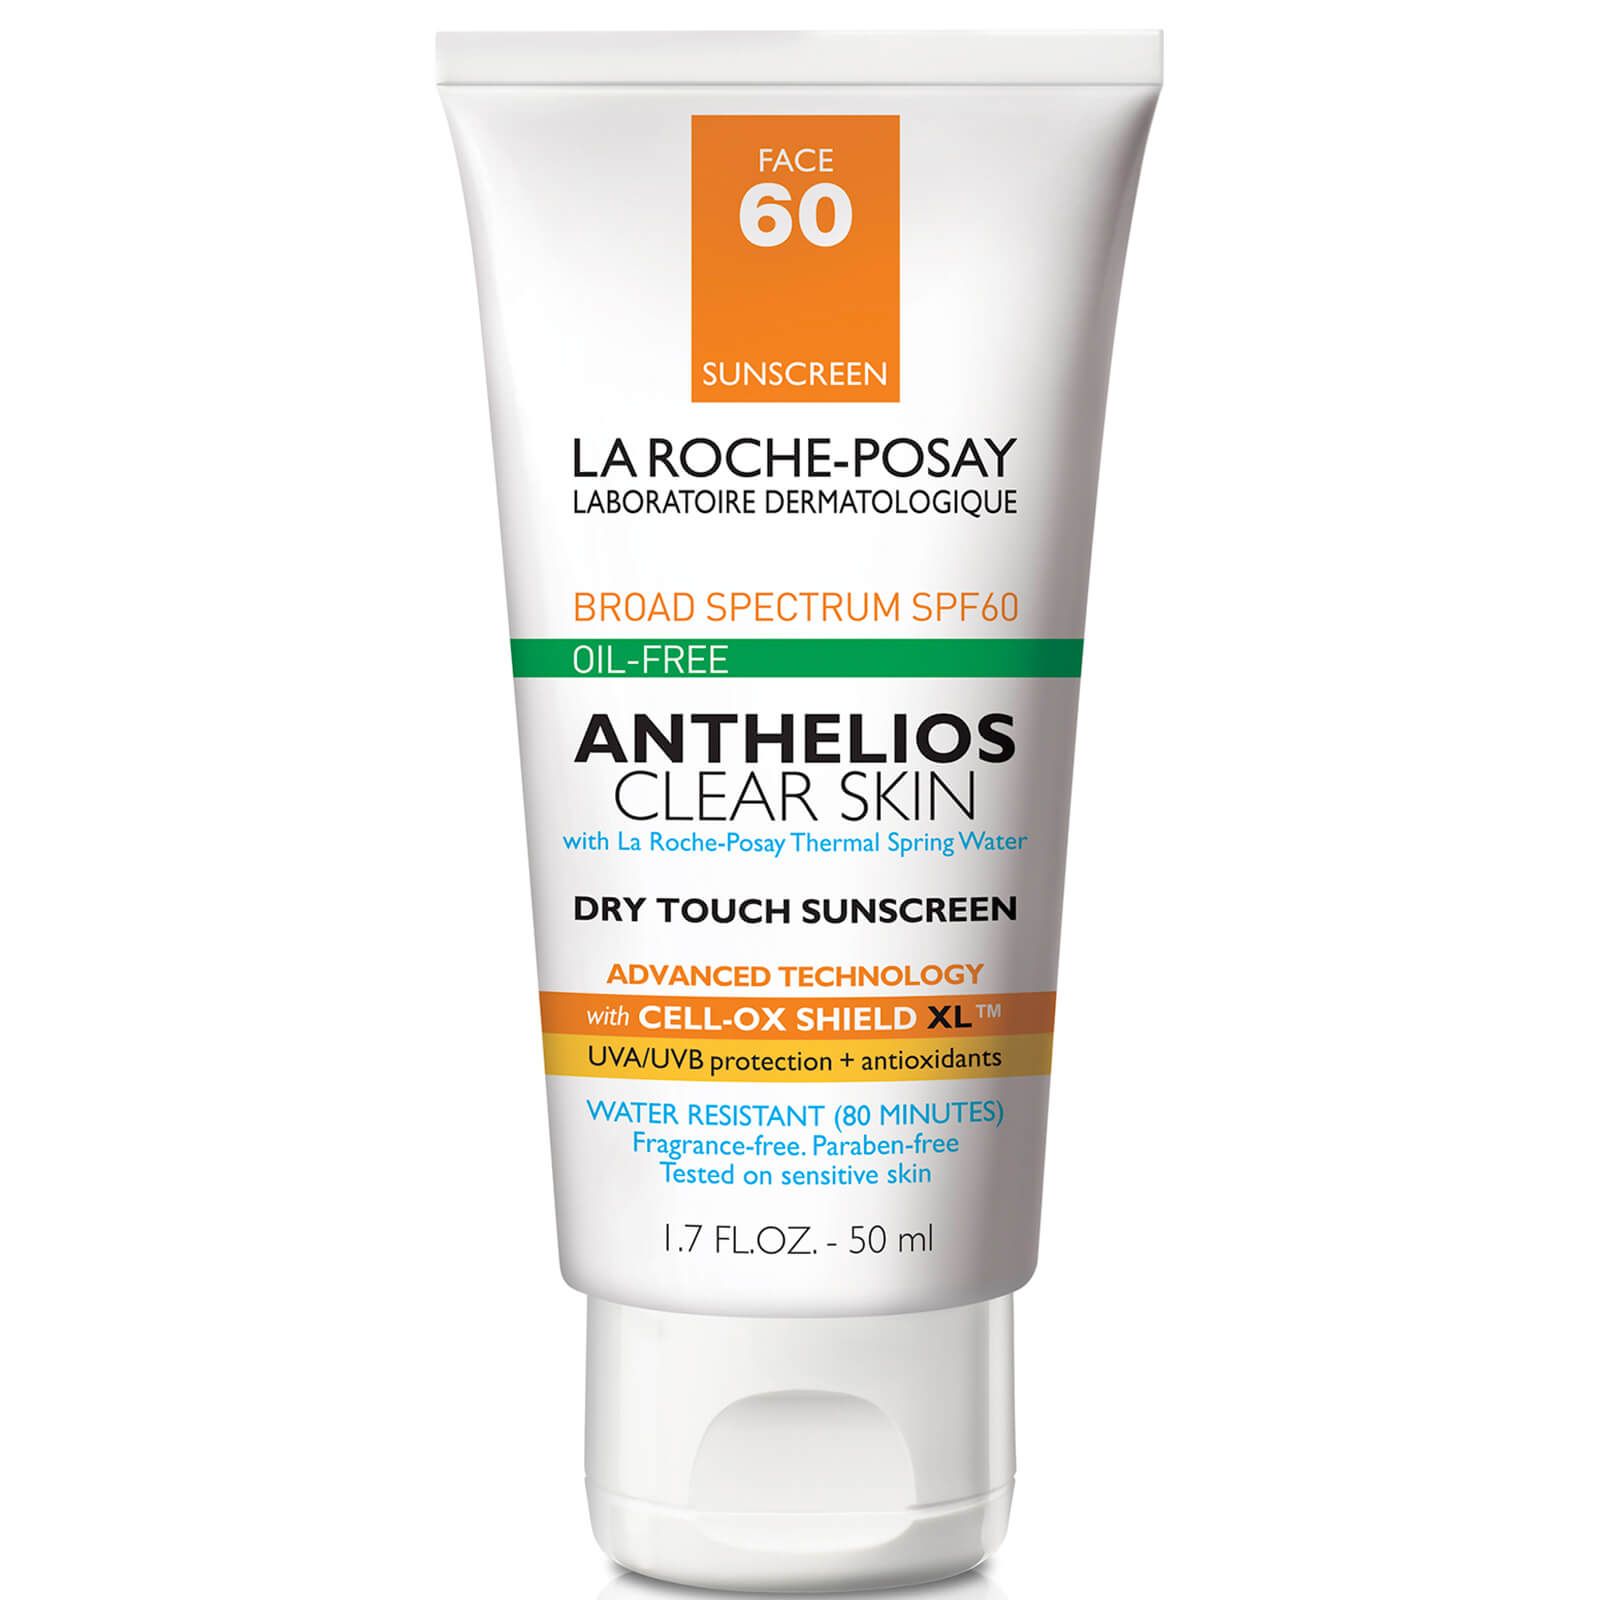 FACE
60
SUNSCREEN
LA ROCHE-POSAY
LABORATOIRE DERMATOLOGIQUE
BROAD SPECTRUM SPF60
OIL-FREE
ANTHELIOS
CLEAR SKIN
with La Roche-Posay Thermal Spring Water
DRY TOUCH SUNSCREEN
ADVANCED TECHNOLOGY
with CELL-OX SHIELD XL™
UVA/UVB protection + antioxidants
WATER RESISTANT (80 MINUTES)
Fragrance-free. Paraben-free
Tested on sensitive skin
1.7 FL.OZ. - 50 ml